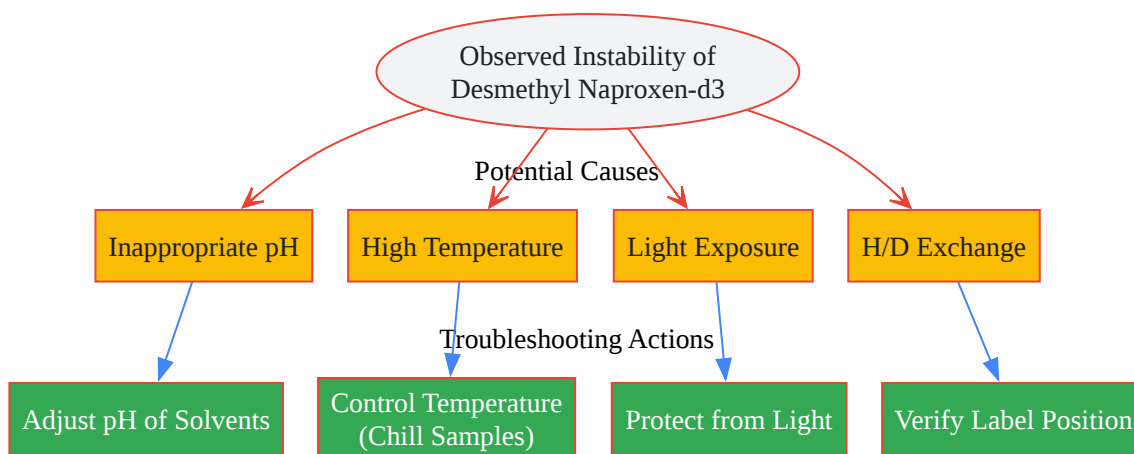 Observed Instability of
Desmethyl Naproxen-d3
Potential Causes
Inappropriate pH
High Temperature
Light Exposure
H/D Exchange
Troubleshooting Actions
Adjust pH of Solvents
Control Temperature
(Chill Samples)
Protect from Light
Verify Label Position